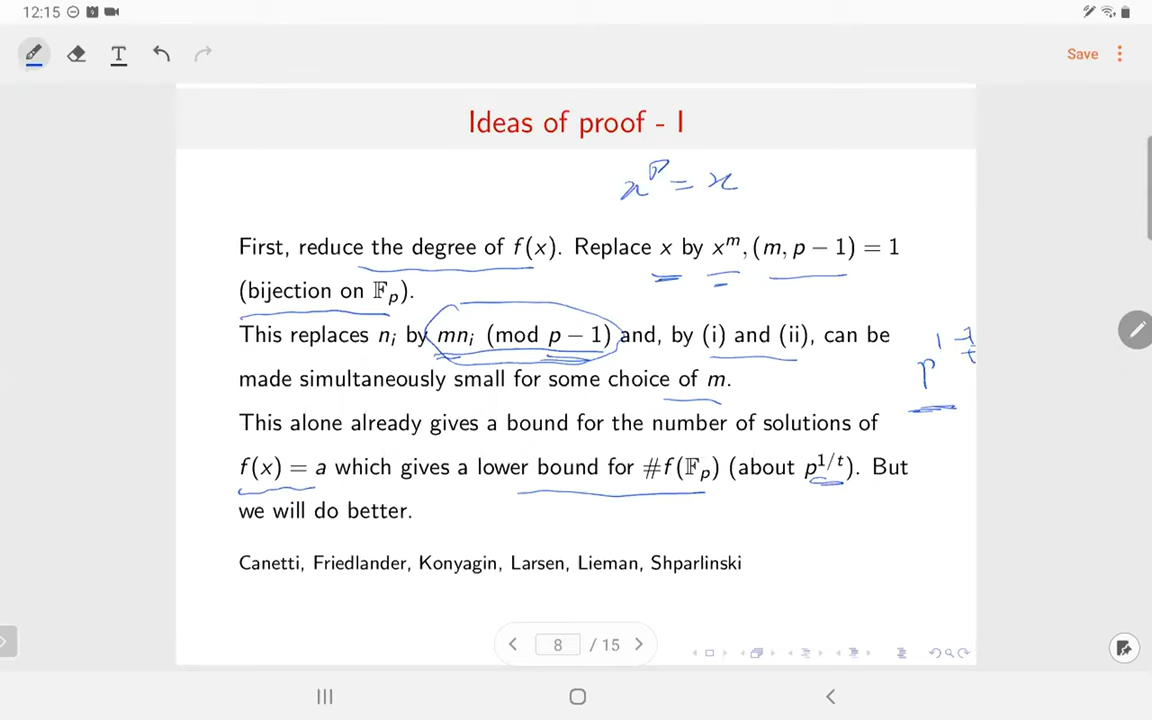 12:15
T
Save
Ideas of proof - I
x^p = x
First, reduce the degree of f(x). Replace x by x^m, (m, p − 1) = 1
(bijection on 𝔽_p).
This replaces n_i by mn_i (mod p − 1) and, by (i) and (ii), can be
made simultaneously small for some choice of m.
p^{1-1/t}
This alone already gives a bound for the number of solutions of
f(x) = a which gives a lower bound for #f(𝔽_p) (about p^{1/t}). But
we will do better.
Canetti, Friedlander, Konyagin, Larsen, Lieman, Shparlinski
8 / 15